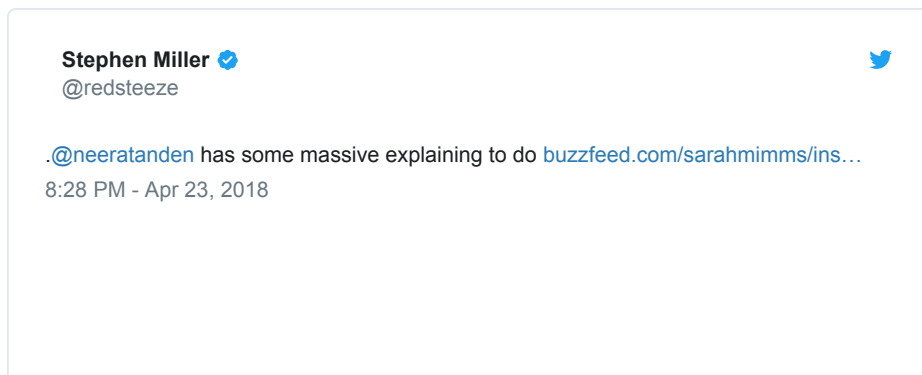 Stephen Miller
@redsteeze
.@neeratanden has some massive explaining to do buzzfeed.com/sarahmimms/ins…
8:28 PM - Apr 23, 2018